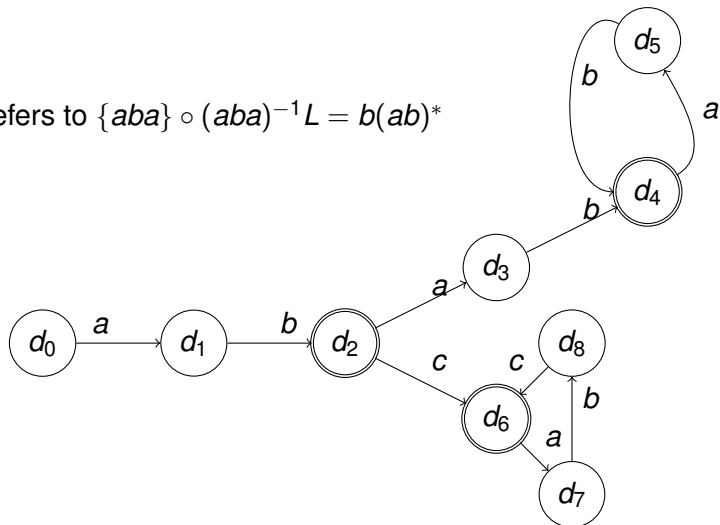 d₅
b
efers to {aba} ∘ (aba)⁻¹L = b(ab)*
a
d₄
b
d₃
a
a
b
d₀
d₁
d₂
d₈
c
c
b
d₆
a
d₇